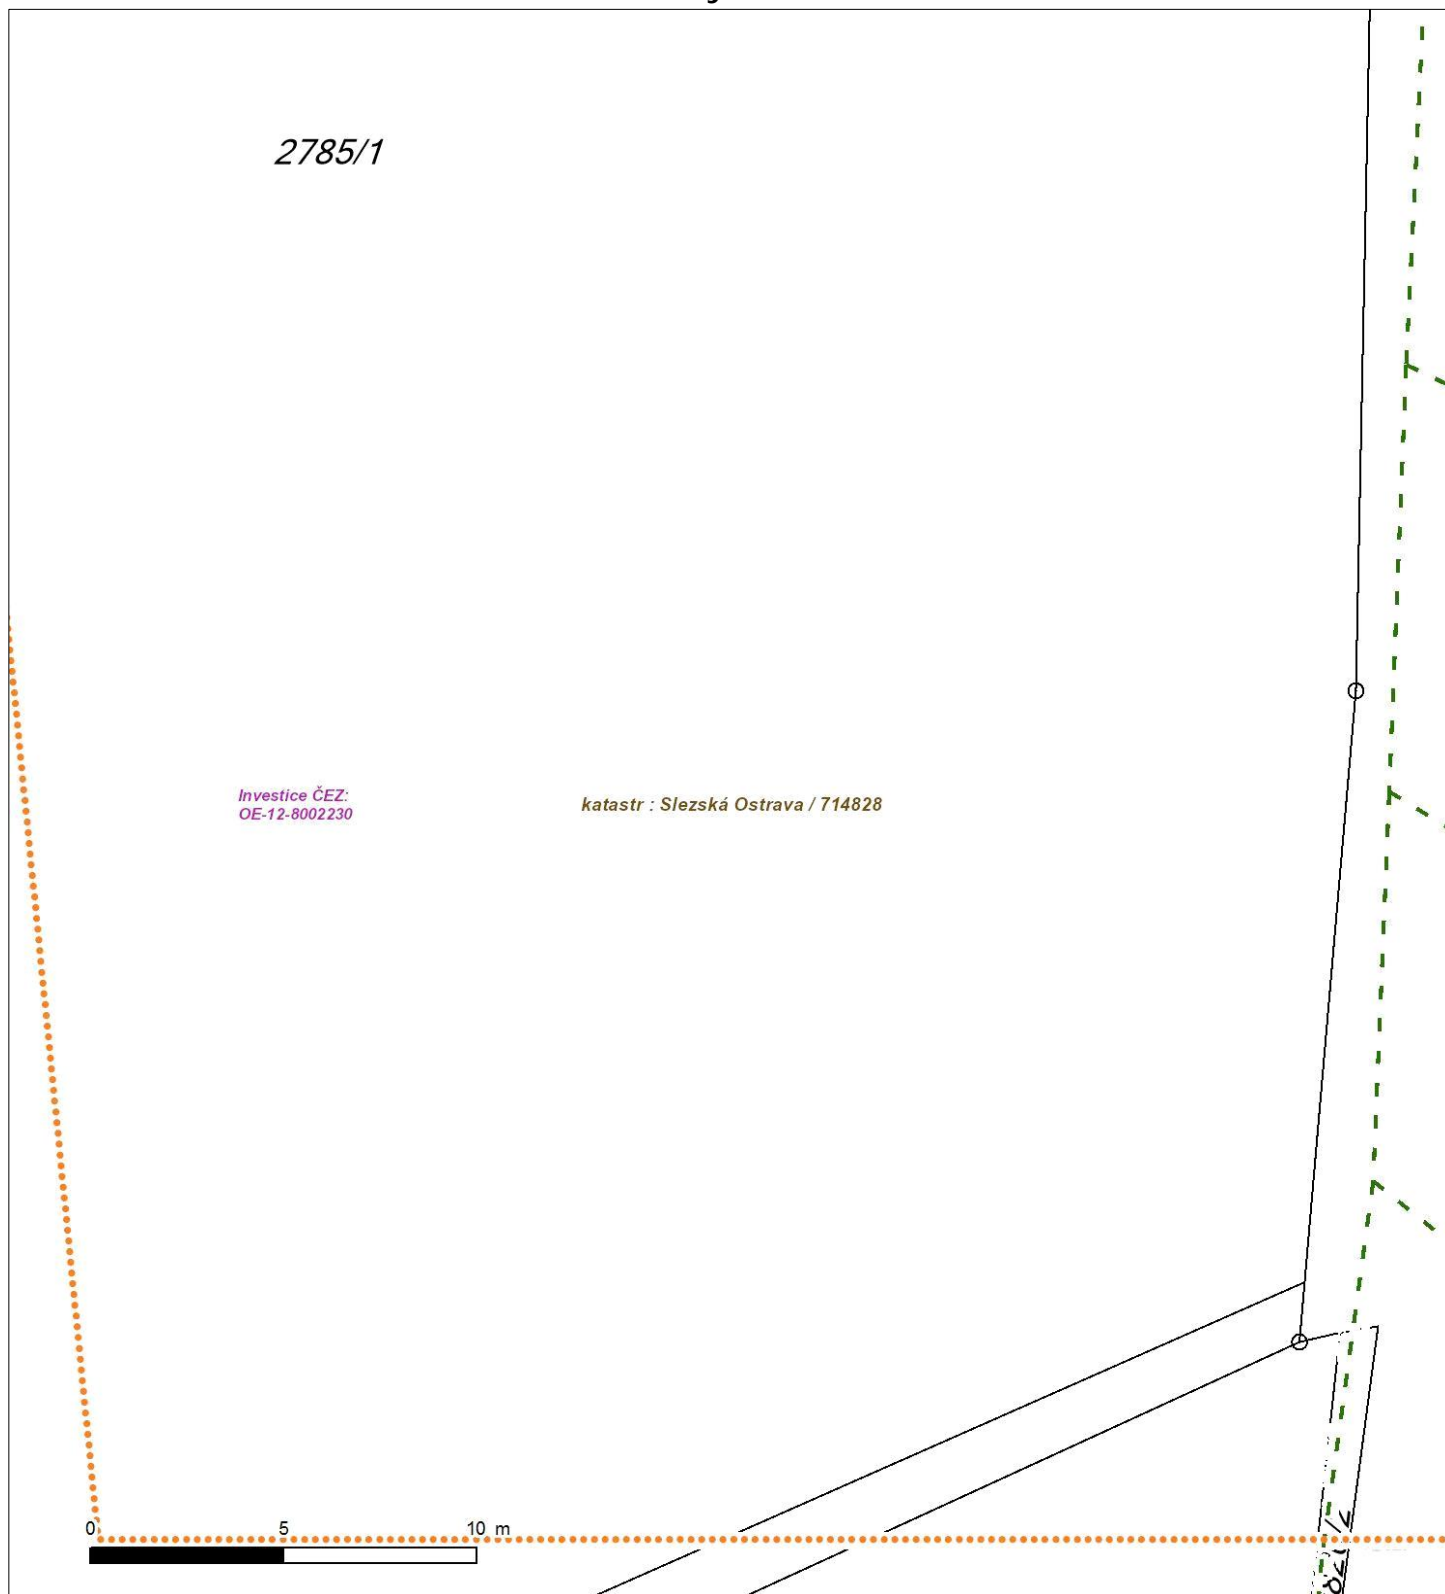 2785/1
Investice ČEZ:
OE-12-8002230
katastr : Slezská Ostrava / 714828
0 5 10 m